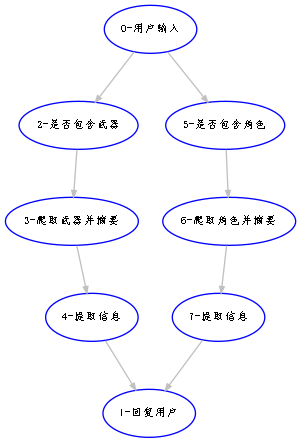 0-用户输入
2-是否包含武器
5-是否包含角色
3-爬取武器并摘要
6-爬取角色并摘要
4-提取信息
7-提取信息
1-回复用户